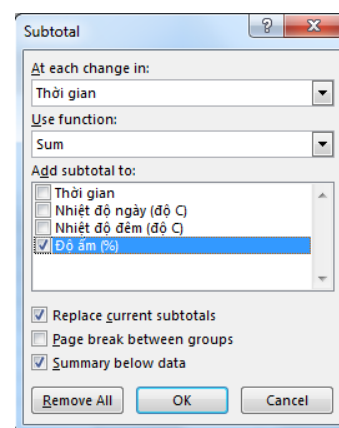 Subtotal
At each change in:
Thời gian
Use function:
Sum
Add subtotal to:
Thời gian
Nhiệt độ ngày (độ C)
Nhiệt độ đêm (độ C)
Độ ẩm (%)
Replace current subtotals
Page break between groups
Summary below data
Remove All
OK
Cancel